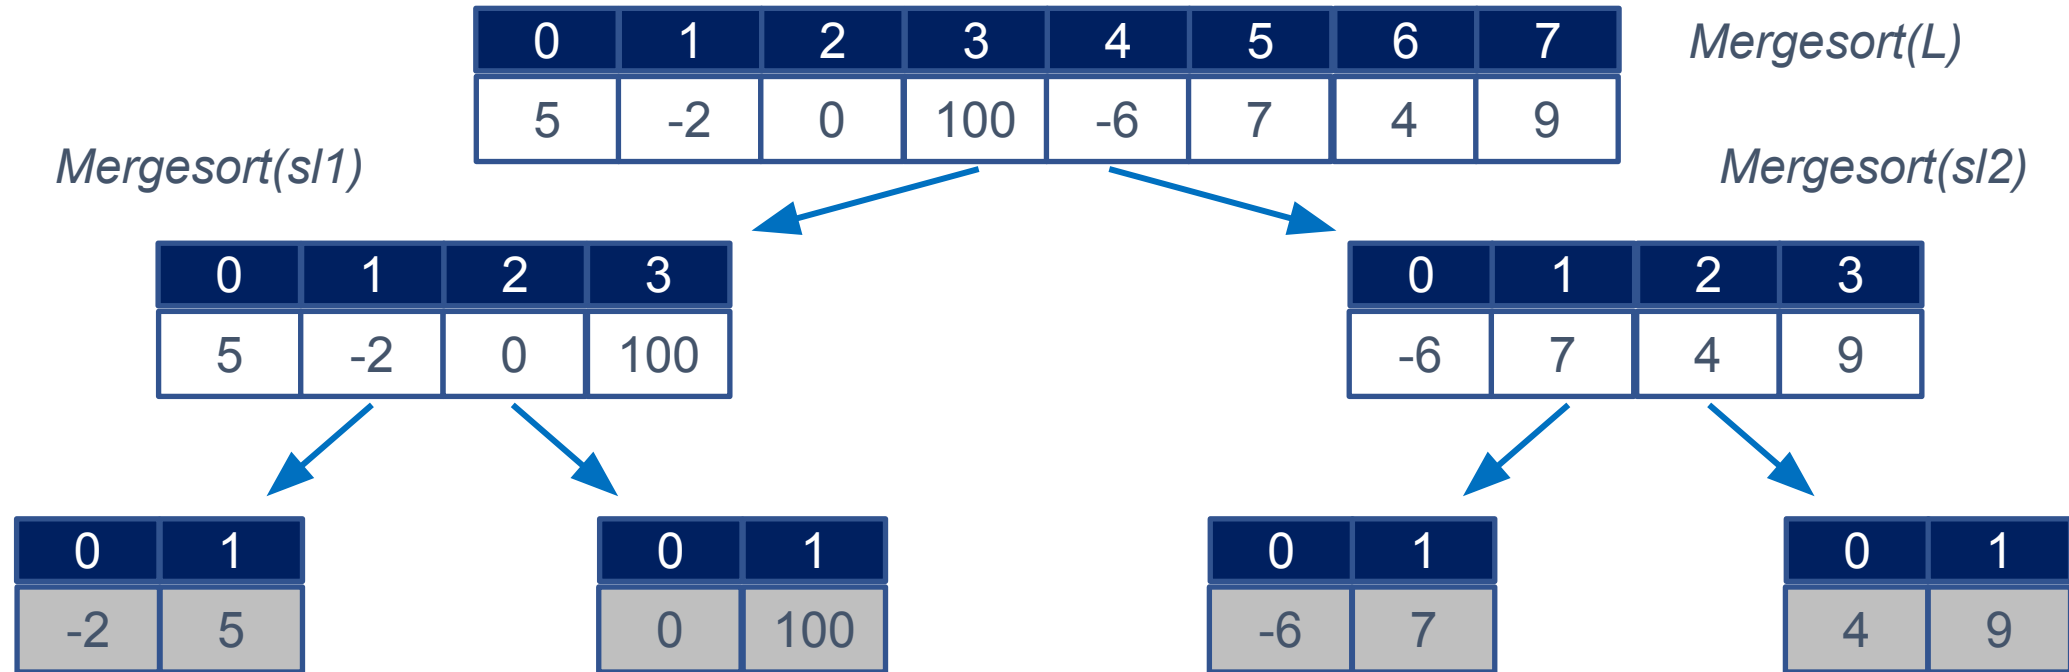 0 1 2 3 4 5 6 7 Mergesort(L)
5 -2 0 100 -6 7 4 9
Mergesort(sl1) Mergesort(sl2)
0 1 2 3 0 1 2 3
5 -2 0 100 -6 7 4 9
0 1 0 1 0 1 0 1
-2 5 0 100 -6 7 4 9